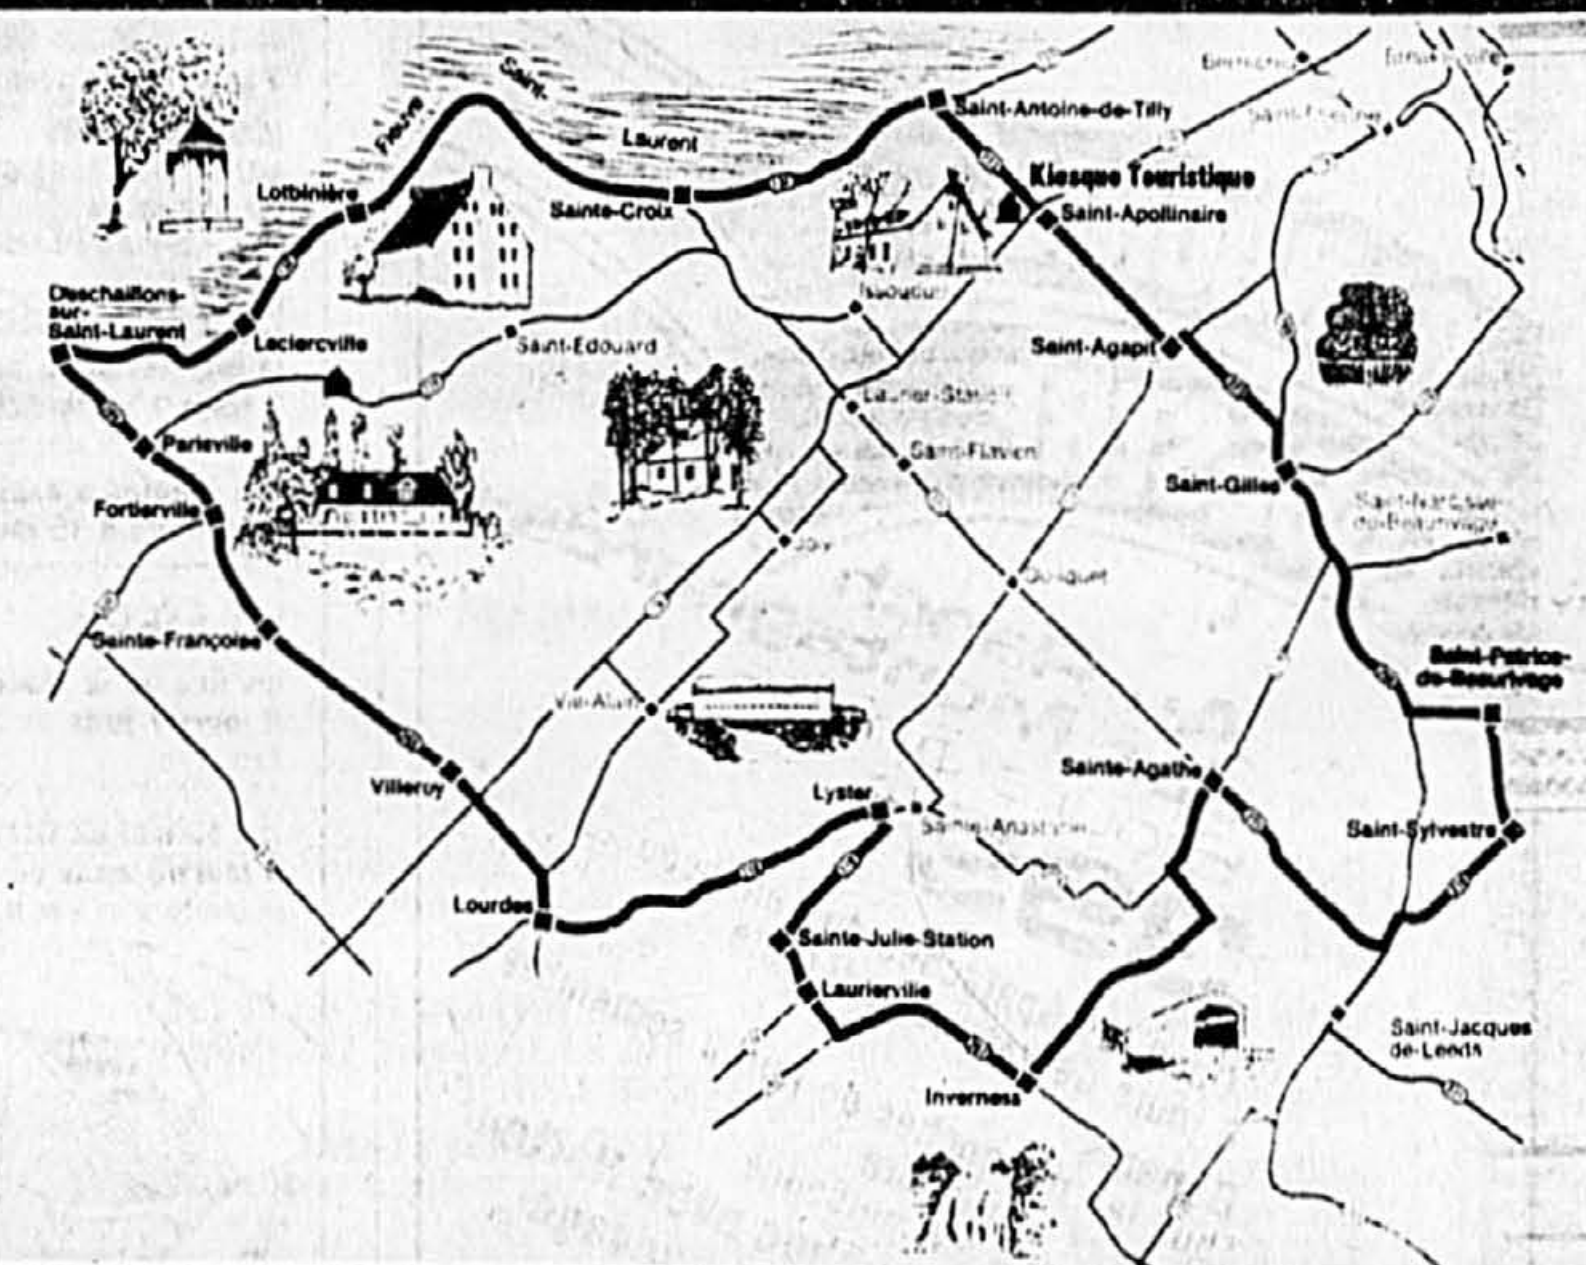 Saint-
Fleuve
Laurent
Saint-Antoine-de-Tilly
Kiosque Touristique
Lotbinière
Sainte-Croix
Saint-Apollinaire
Issoudun
Deschaillons-
sur-
Saint-Laurent
Leclercville
Saint-Edouard
Saint-Agapit
Laurier-Station
Parisville
Saint-Flavien
Saint-Gilles
Fortierville
Saint-Narcisse-
de-Beaurivage
Joly
Dosquet
Sainte-Françoise
Saint-Patrice-
de-Beaurivage
Val-Alain
Villeroy
Lyster
Sainte-Agathe
Sainte-Anastasie
Saint-Sylvestre
Lourdes
Sainte-Julie-Station
Laurierville
Saint-Jacques
de-Leeds
Inverness